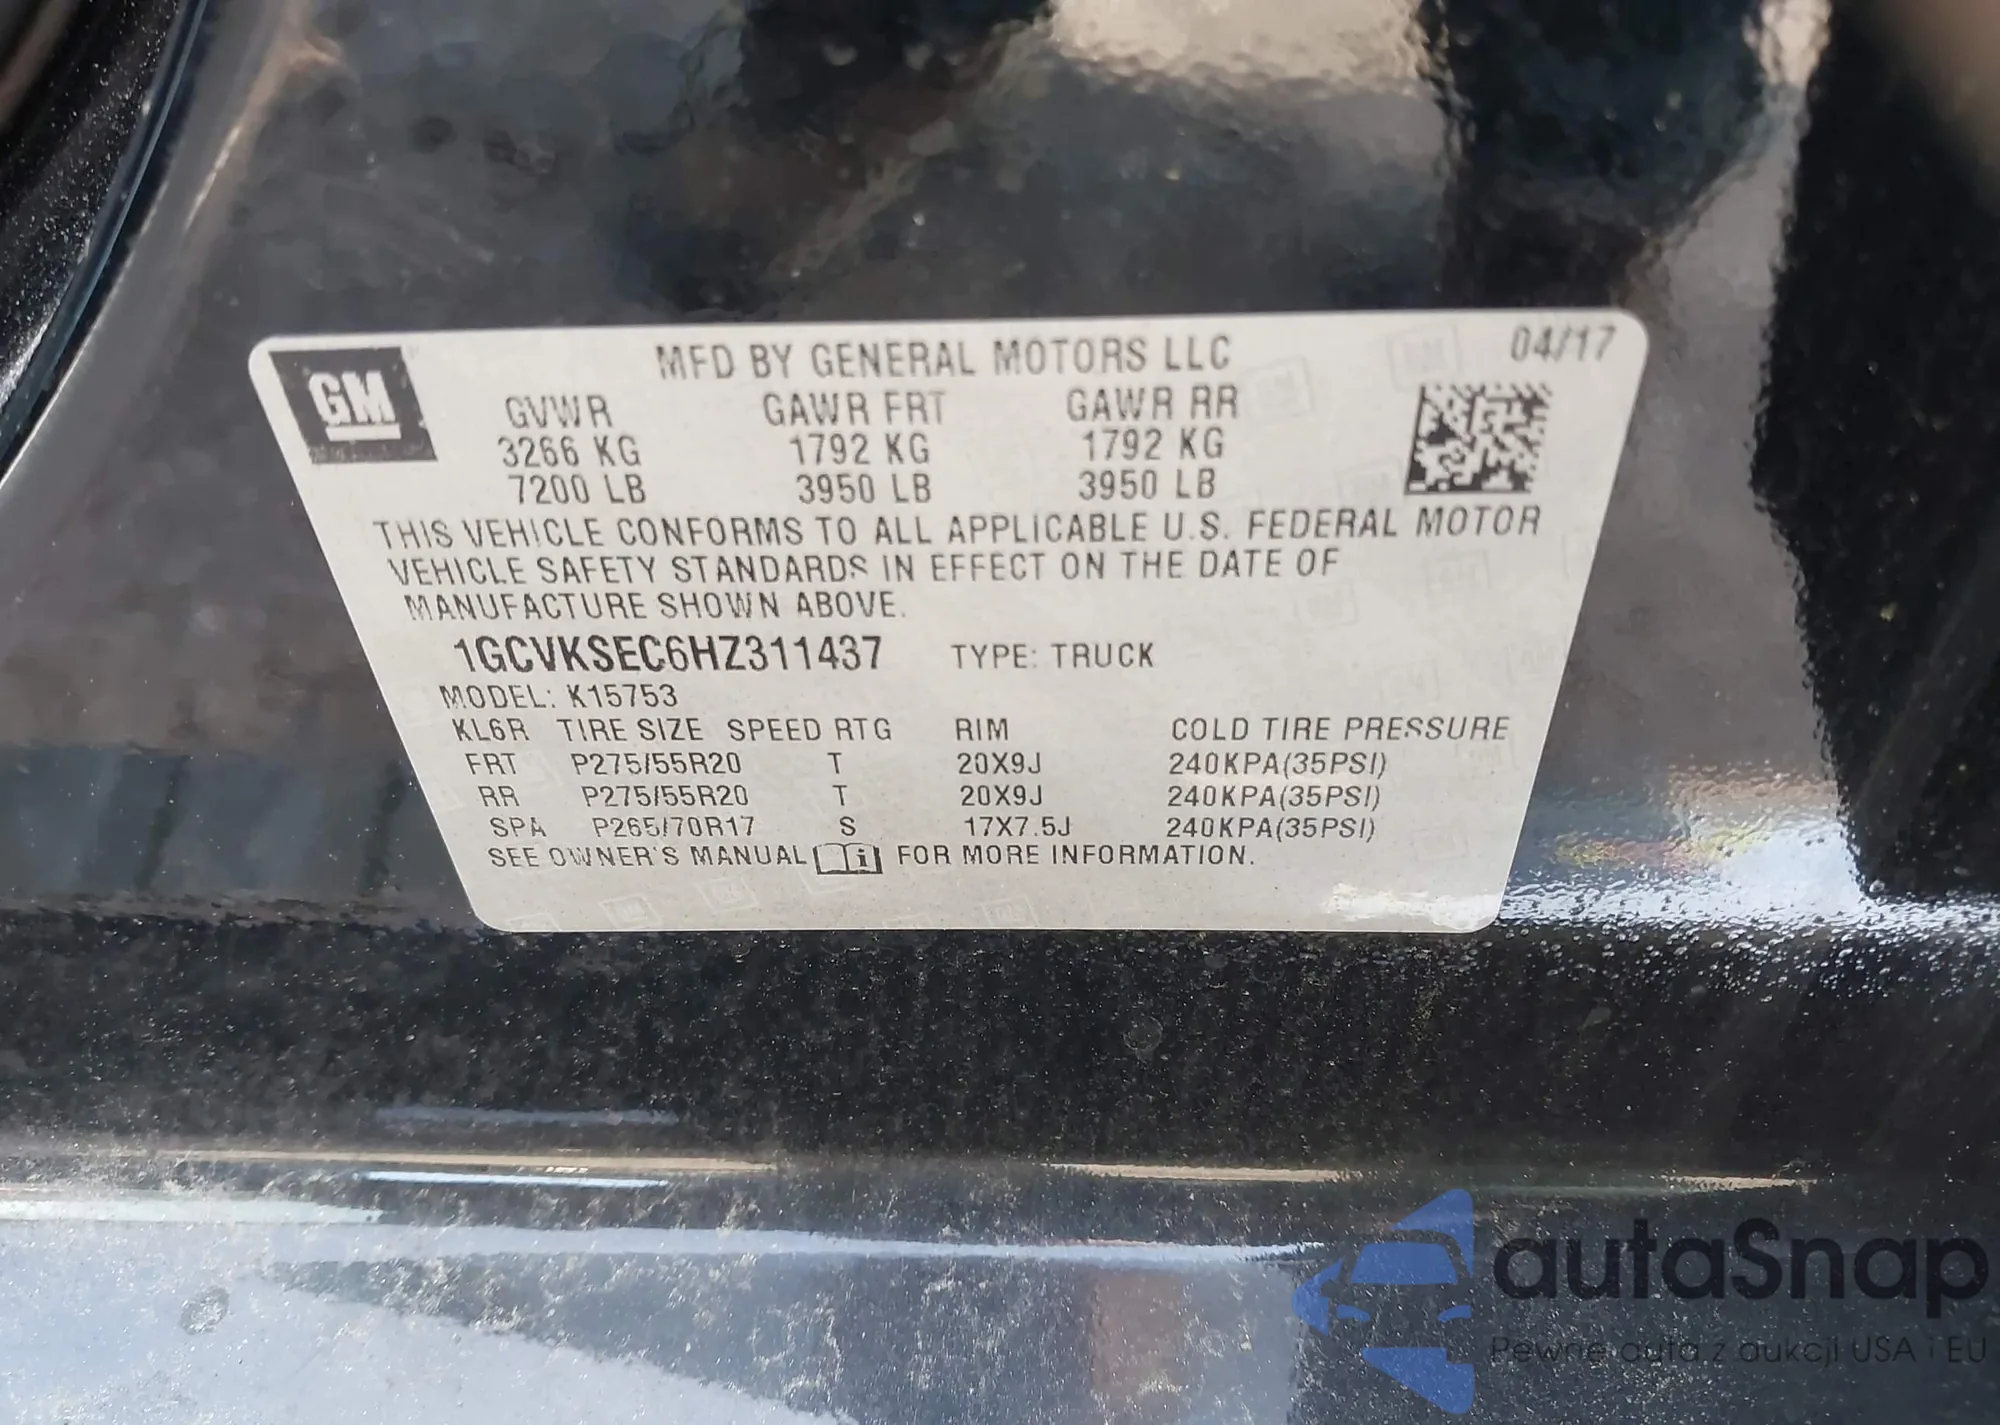 GM
MFD BY GENERAL MOTORS LLC
04/17
GVWR GAWR FRT GAWR RR
3266 KG 1792 KG 1792 KG
7200 LB 3950 LB 3950 LB
THIS VEHICLE CONFORMS TO ALL APPLICABLE U.S. FEDERAL MOTOR
VEHICLE SAFETY STANDARDS IN EFFECT ON THE DATE OF
MANUFACTURE SHOWN ABOVE.
1GCVKSEC6HZ311437 TYPE: TRUCK
MODEL: K15753
KL6R TIRE SIZE SPEED RTG RIM COLD TIRE PRESSURE
FRT P275/55R20 T 20X9J 240KPA(35PSI)
RR P275/55R20 T 20X9J 240KPA(35PSI)
SPA P265/70R17 S 17X7.5J 240KPA(35PSI)
SEE OWNER'S MANUAL i FOR MORE INFORMATION.
autaSnap
Pewne auta z aukcji USA i EU